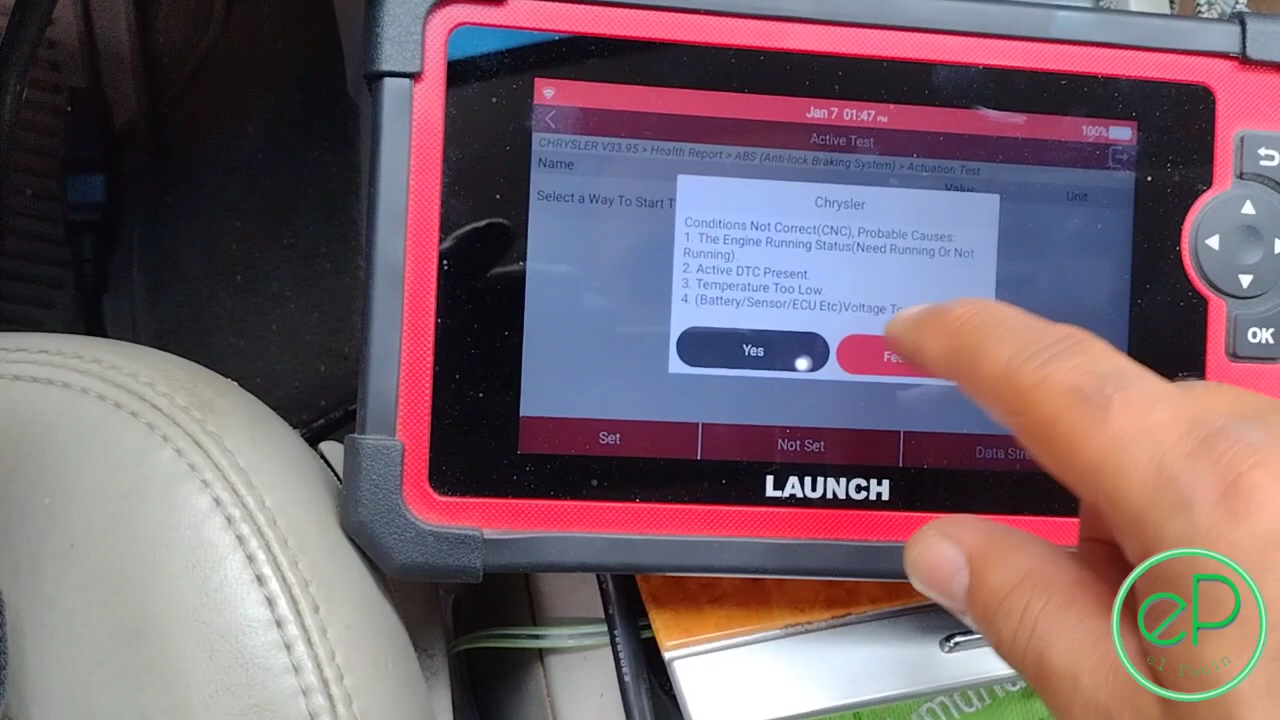 Jan 7 01:47 PM
100%
Active Test
CHRYSLER V33.95 > Health Report > ABS (Anti-lock Braking System) > Actuation Test
Name Value Unit
Select a Way To Start T
Chrysler
Conditions Not Correct(CNC), Probable Causes:
1. The Engine Running Status(Need Running Or Not
Running).
2. Active DTC Present.
3. Temperature Too Low.
4. (Battery/Sensor/ECU Etc)Voltage
Yes
Set Not Set Data Stre
LAUNCH
OK
eP